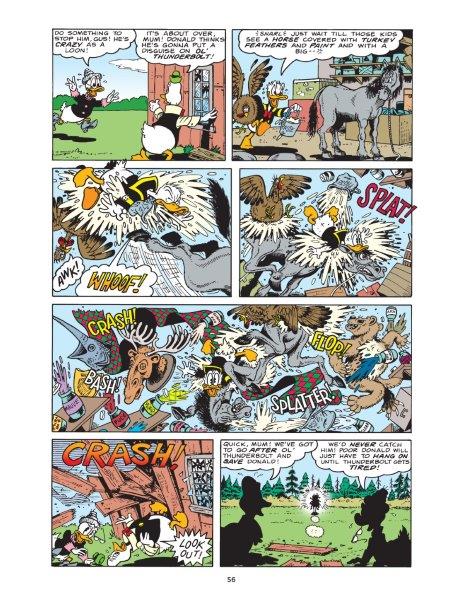 DO SOMETHING TO
STOP HIM, GUS! HE'S
CRAZY AS A
LOON!
IT'S ABOUT OVER,
MUM! DONALD THINKS
HE'S GONNA PUT A
DISGUISE ON OL'
THUNDERBOLT!
(SNARL!) JUST WAIT TILL THOSE KIDS
SEE A HORSE COVERED WITH TURKEY
FEATHERS AND PAINT AND WITH A
BIG--?!
AWK!
WHOOF!
SPLAT!
CRASH!
BASH!
FLOP!
SPLATTER!
CRASH!
LOOK
OUT!
QUICK, MUM! WE'VE GOT
TO GO AFTER OL'
THUNDERBOLT AND
SAVE DONALD!
WE'D NEVER CATCH
HIM! POOR DONALD WILL
JUST HAVE TO HANG ON
UNTIL THUNDERBOLT GETS
TIRED!
56